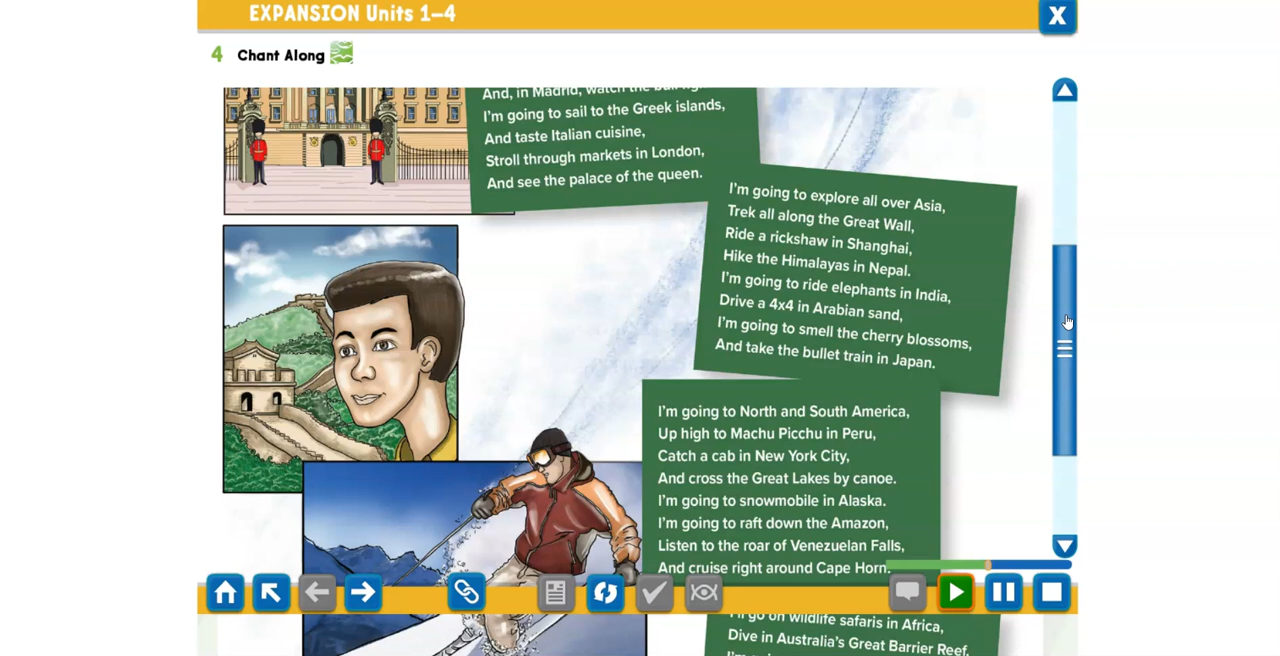 EXPANSION Units 1–4
X
4 Chant Along
And, in Madrid, watch the bull
I'm going to sail to the Greek islands,
And taste Italian cuisine,
Stroll through markets in London,
And see the palace of the queen.
I'm going to explore all over Asia,
Trek all along the Great Wall,
Ride a rickshaw in Shanghai,
Hike the Himalayas in Nepal.
I'm going to ride elephants in India,
Drive a 4x4 in Arabian sand,
I'm going to smell the cherry blossoms,
And take the bullet train in Japan.
I'm going to North and South America,
Up high to Machu Picchu in Peru,
Catch a cab in New York City,
And cross the Great Lakes by canoe.
I'm going to snowmobile in Alaska.
I'm going to raft down the Amazon,
Listen to the roar of Venezuelan Falls,
And cruise right around Cape Horn.
I'll go on wildlife safaris in Africa,
Dive in Australia's Great Barrier Reef,